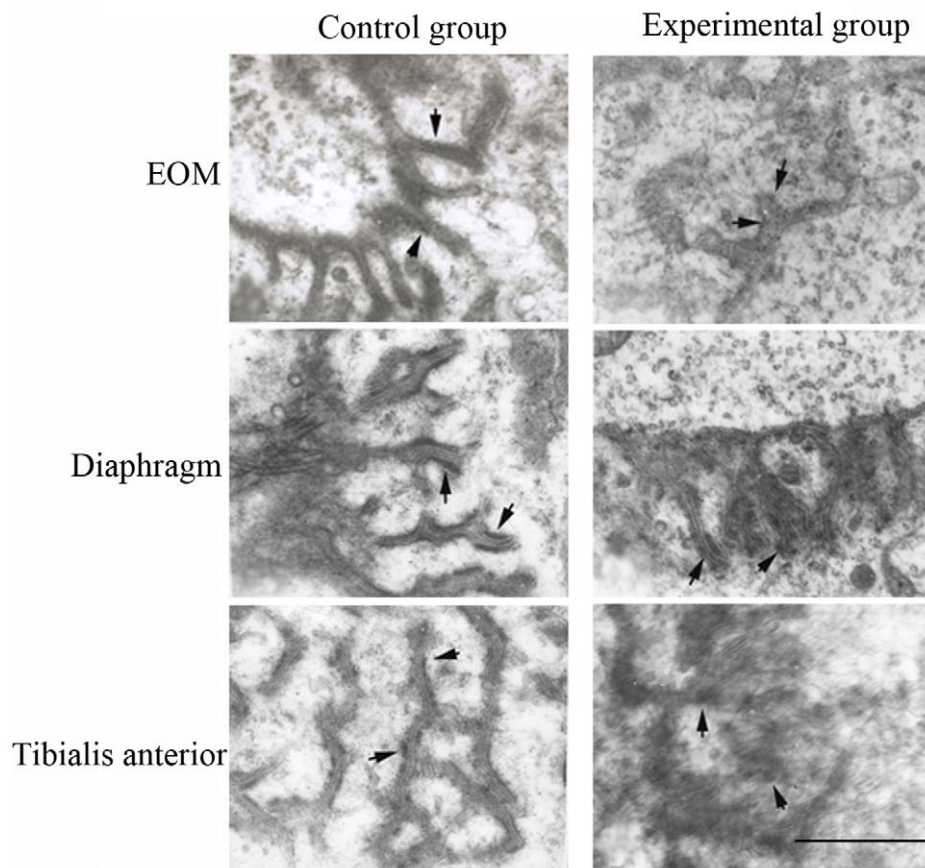 Control group
Experimental group
EOM
Diaphragm
Tibialis anterior